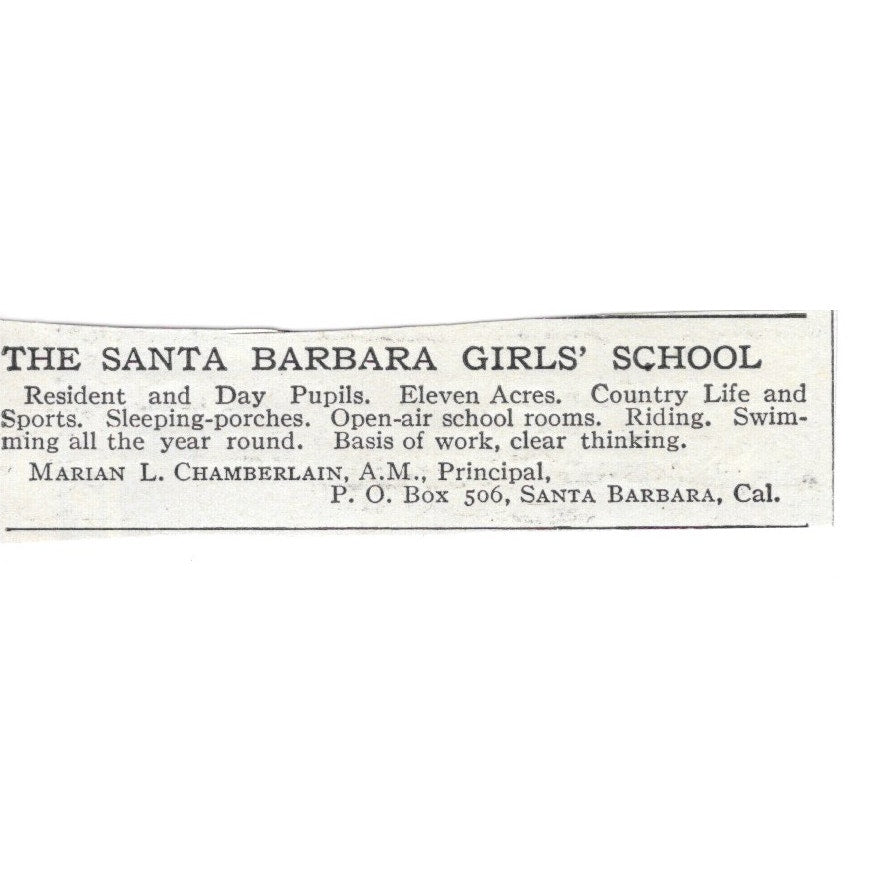 THE SANTA BARBARA GIRLS' SCHOOL
Resident and Day Pupils. Eleven Acres. Country Life and
Sports. Sleeping-porches. Open-air school rooms. Riding. Swim-
ming all the year round. Basis of work, clear thinking.
MARIAN L. CHAMBERLAIN, A.M., Principal,
P. O. Box 506, SANTA BARBARA, Cal.